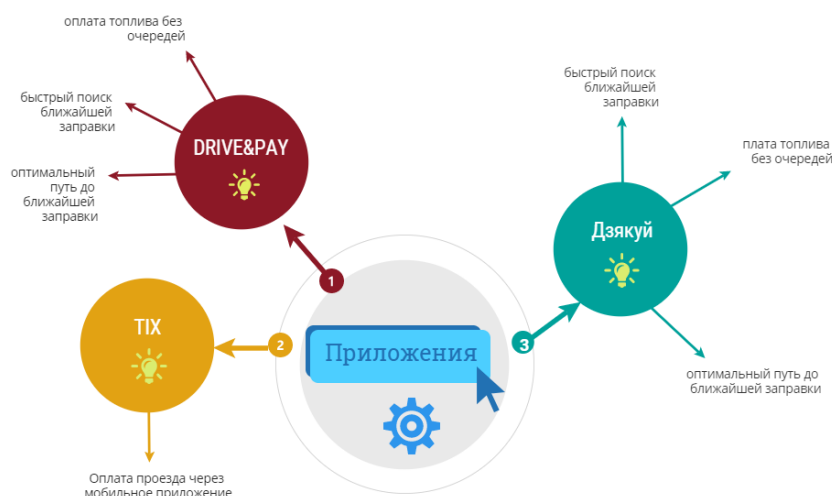 оплата топлива без
очередей
быстрый поиск
ближайшей
заправки
оптимальный
путь до
ближайшей
заправки
DRIVE&PAY
1
TIX
2
Оплата проезда через
мобильное приложение
Приложения
3
Дзякуй
быстрый поиск
ближайшей
заправки
плата топлива
без очередей
оптимальный путь до
ближайшей заправки